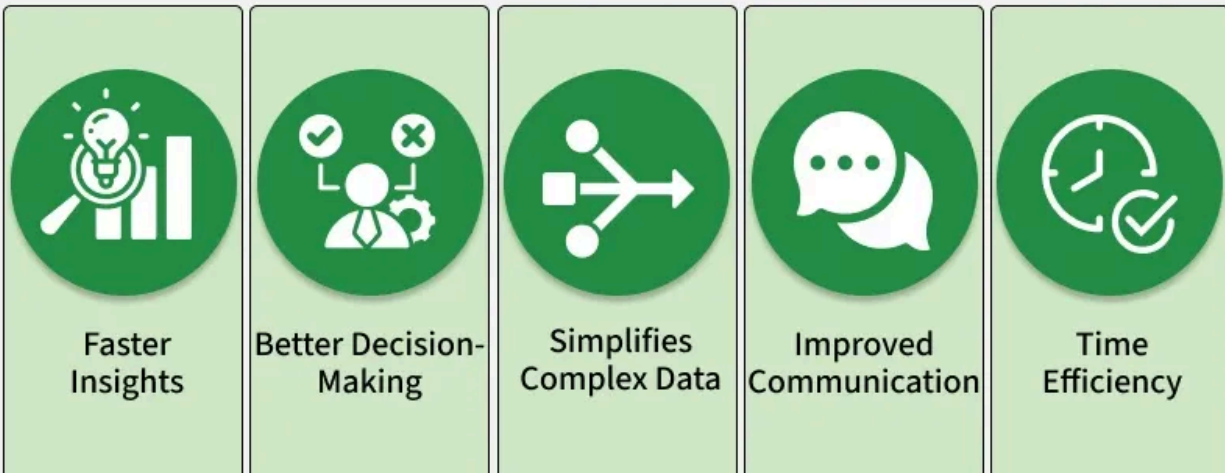 Faster
Insights
Better Decision-
Making
Simplifies
Complex Data
Improved
Communication
Time
Efficiency